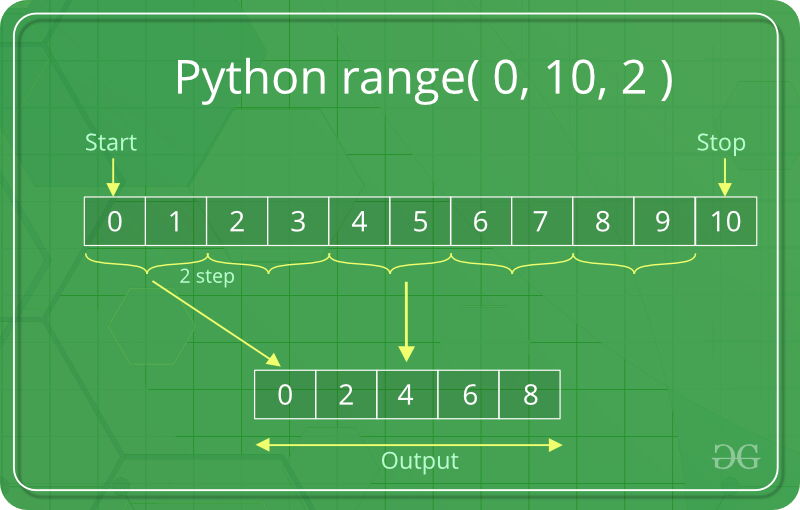 Python range( 0, 10, 2 )
Start Stop
0 1 2 3 4 5 6 7 8 9 10
2 step
0 2 4 6 8
Output
GG